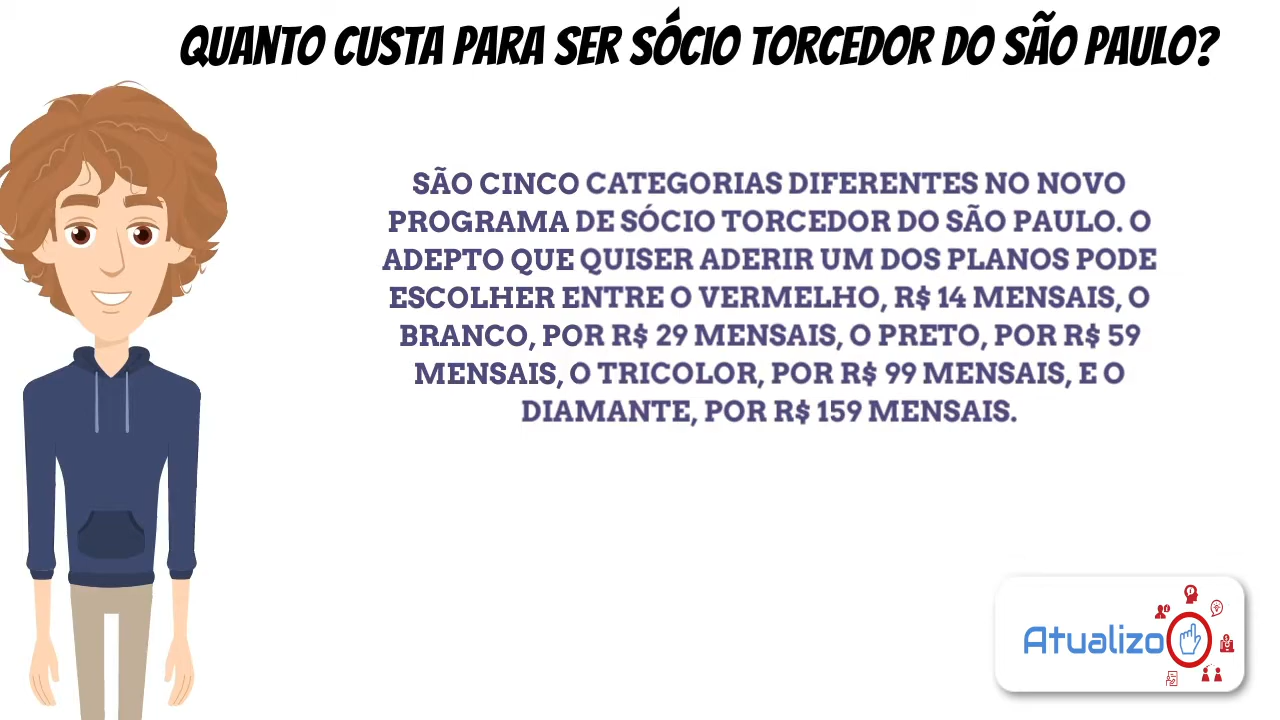 QUANTO CUSTA PARA SER SÓCIO TORCEDOR DO SÃO PAULO?
SÃO CINCO CATEGORIAS DIFERENTES NO NOVO
PROGRAMA DE SÓCIO TORCEDOR DO SÃO PAULO. O
ADEPTO QUE QUISER ADERIR UM DOS PLANOS PODE
ESCOLHER ENTRE O VERMELHO, R$ 14 MENSAIS, O
BRANCO, POR R$ 29 MENSAIS, O PRETO, POR R$ 59
MENSAIS, O TRICOLOR, POR R$ 99 MENSAIS, E O
DIAMANTE, POR R$ 159 MENSAIS.
Atualizo